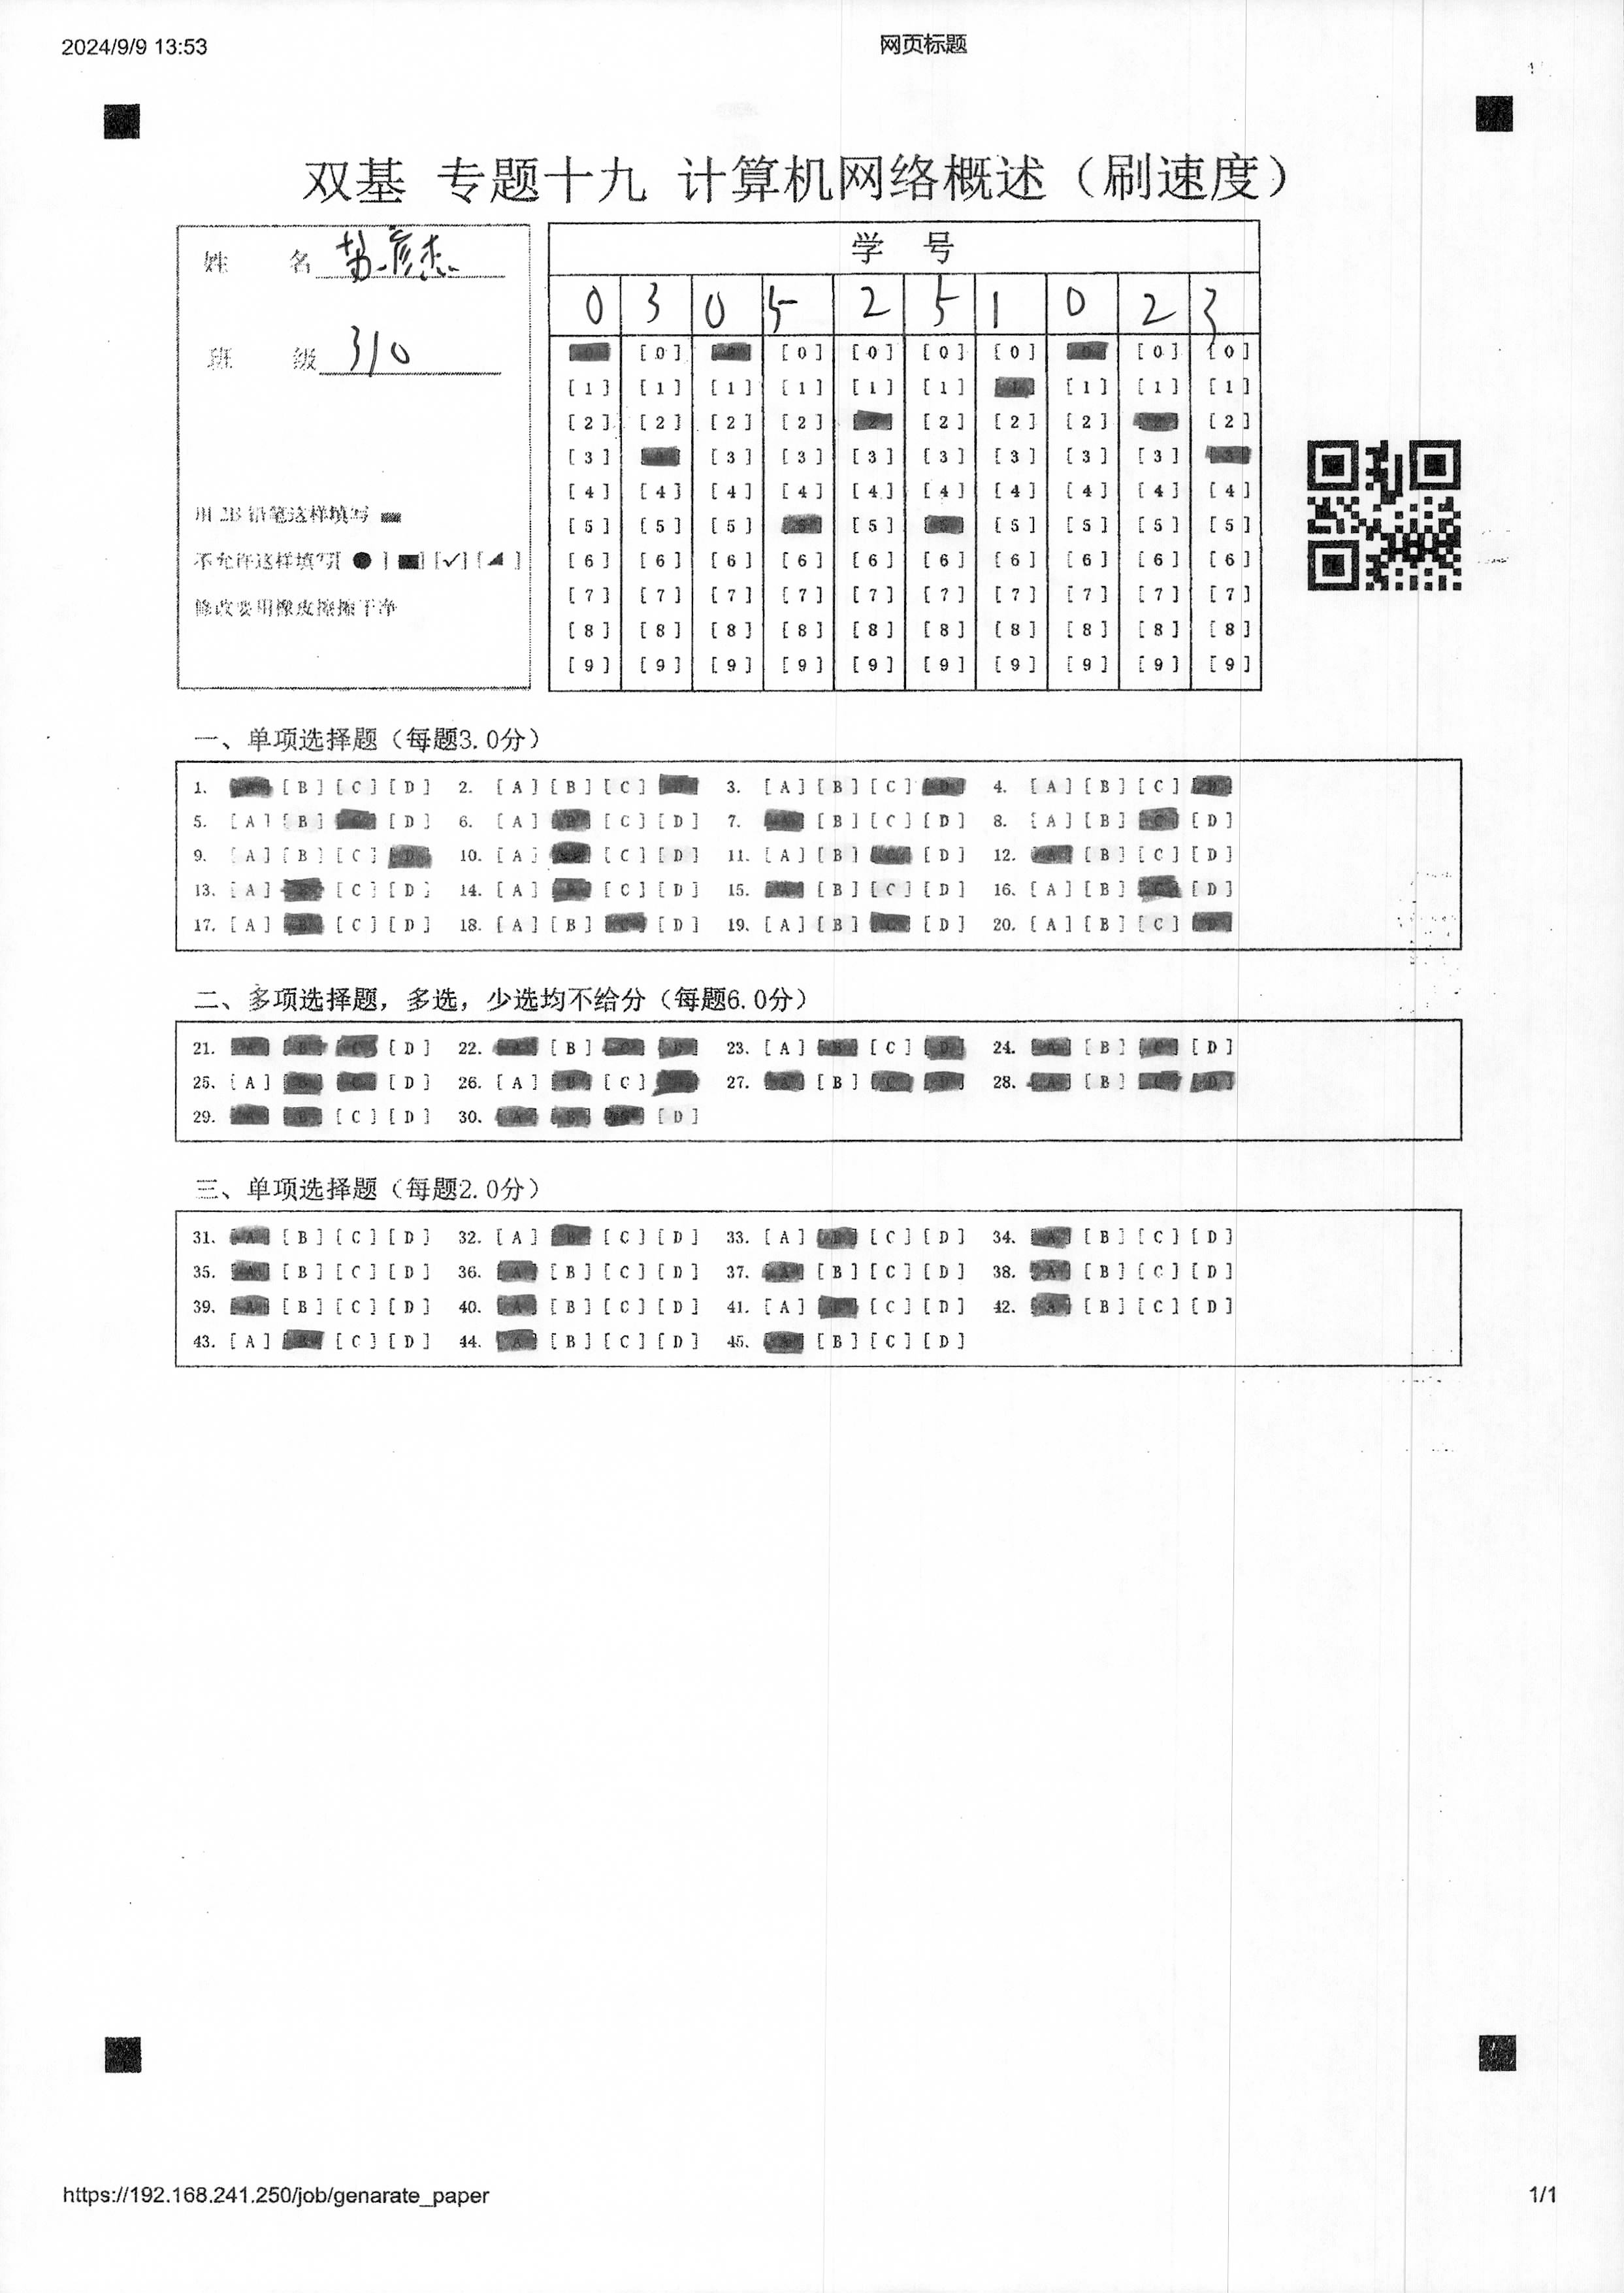 2024/9/9 13:53 网页标题
双基 专题十九 计算机网络概述（刷速度）
姓 名 彦杰
班 级 310
用 2B 铅笔这样填写
不允许这样填写[●] [■] [✓] [◢]
修改要用橡皮擦擦干净
学 号
0 3 0 5 2 5 1 0 2 3
[0] [0] [0] [0] [0] [0] [0] [0] [0] [0]
[1] [1] [1] [1] [1] [1] [1] [1] [1] [1]
[2] [2] [2] [2] [2] [2] [2] [2] [2] [2]
[3] [3] [3] [3] [3] [3] [3] [3] [3] [3]
[4] [4] [4] [4] [4] [4] [4] [4] [4] [4]
[5] [5] [5] [5] [5] [5] [5] [5] [5] [5]
[6] [6] [6] [6] [6] [6] [6] [6] [6] [6]
[7] [7] [7] [7] [7] [7] [7] [7] [7] [7]
[8] [8] [8] [8] [8] [8] [8] [8] [8] [8]
[9] [9] [9] [9] [9] [9] [9] [9] [9] [9]
一、单项选择题（每题3.0分）
1. [A] [B] [C] [D] 2. [A] [B] [C] [D] 3. [A] [B] [C] [D] 4. [A] [B] [C] [D]
5. [A] [B] [C] [D] 6. [A] [B] [C] [D] 7. [A] [B] [C] [D] 8. [A] [B] [C] [D]
9. [A] [B] [C] [D] 10. [A] [B] [C] [D] 11. [A] [B] [C] [D] 12. [A] [B] [C] [D]
13. [A] [B] [C] [D] 14. [A] [B] [C] [D] 15. [A] [B] [C] [D] 16. [A] [B] [C] [D]
17. [A] [B] [C] [D] 18. [A] [B] [C] [D] 19. [A] [B] [C] [D] 20. [A] [B] [C] [D]
二、多项选择题，多选，少选均不给分（每题6.0分）
21. [A] [B] [C] [D] 22. [A] [B] [C] [D] 23. [A] [B] [C] [D] 24. [A] [B] [C] [D]
25. [A] [B] [C] [D] 26. [A] [B] [C] [D] 27. [A] [B] [C] [D] 28. [A] [B] [C] [D]
29. [A] [B] [C] [D] 30. [A] [B] [C] [D]
三、单项选择题（每题2.0分）
31. [A] [B] [C] [D] 32. [A] [B] [C] [D] 33. [A] [B] [C] [D] 34. [A] [B] [C] [D]
35. [A] [B] [C] [D] 36. [A] [B] [C] [D] 37. [A] [B] [C] [D] 38. [A] [B] [C] [D]
39. [A] [B] [C] [D] 40. [A] [B] [C] [D] 41. [A] [B] [C] [D] 42. [A] [B] [C] [D]
43. [A] [B] [C] [D] 44. [A] [B] [C] [D] 45. [A] [B] [C] [D]
https://192.168.241.250/job/genarate_paper 1/1